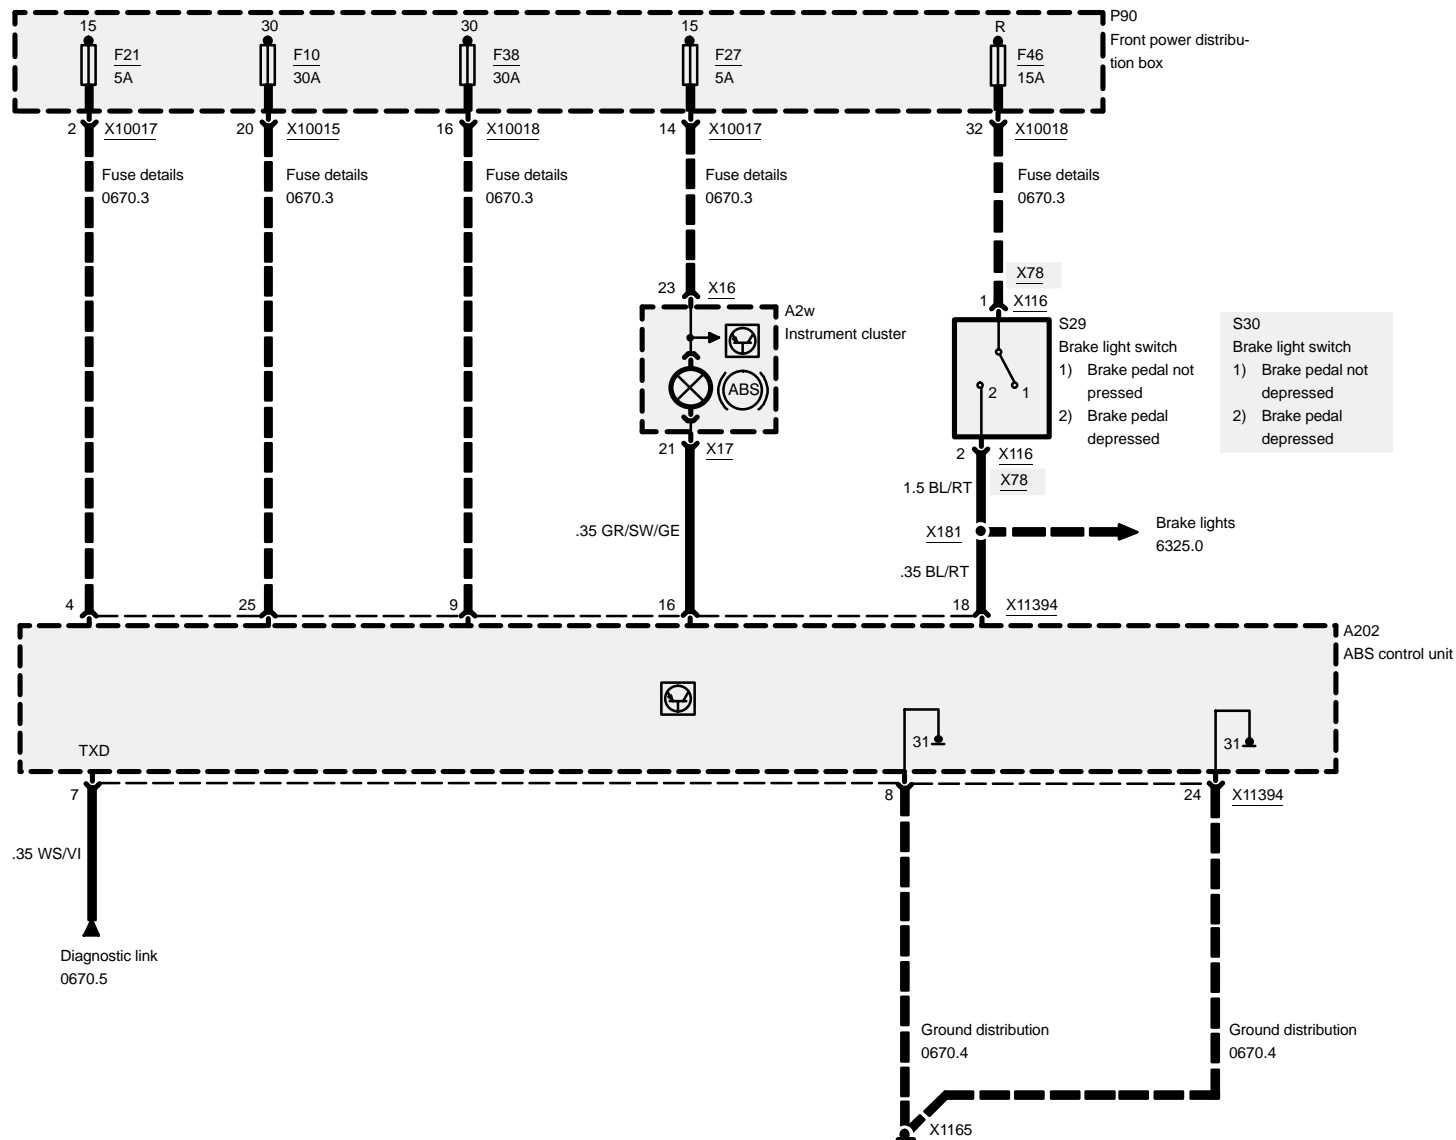 15
30
30
15
R
P90
Front power distribu-
tion box
F21
5A
F10
30A
F38
30A
F27
5A
F46
15A
2
X10017
20
X10015
16
X10018
14
X10017
32
X10018
Fuse details
0670.3
Fuse details
0670.3
Fuse details
0670.3
Fuse details
0670.3
Fuse details
0670.3
X78
23
X16
1
X116
A2w
Instrument cluster
ABS
21
X17
2
1
S29
Brake light switch
1) Brake pedal not
pressed
2) Brake pedal
depressed
S30
Brake light switch
1) Brake pedal not
depressed
2) Brake pedal
depressed
2
X116
X78
1.5 BL/RT
.35 GR/SW/GE
X181
Brake lights
6325.0
.35 BL/RT
4
25
9
16
18
X11394
A202
ABS control unit
TXD
31
31
7
8
24
X11394
.35 WS/VI
Diagnostic link
0670.5
Ground distribution
0670.4
Ground distribution
0670.4
X1165